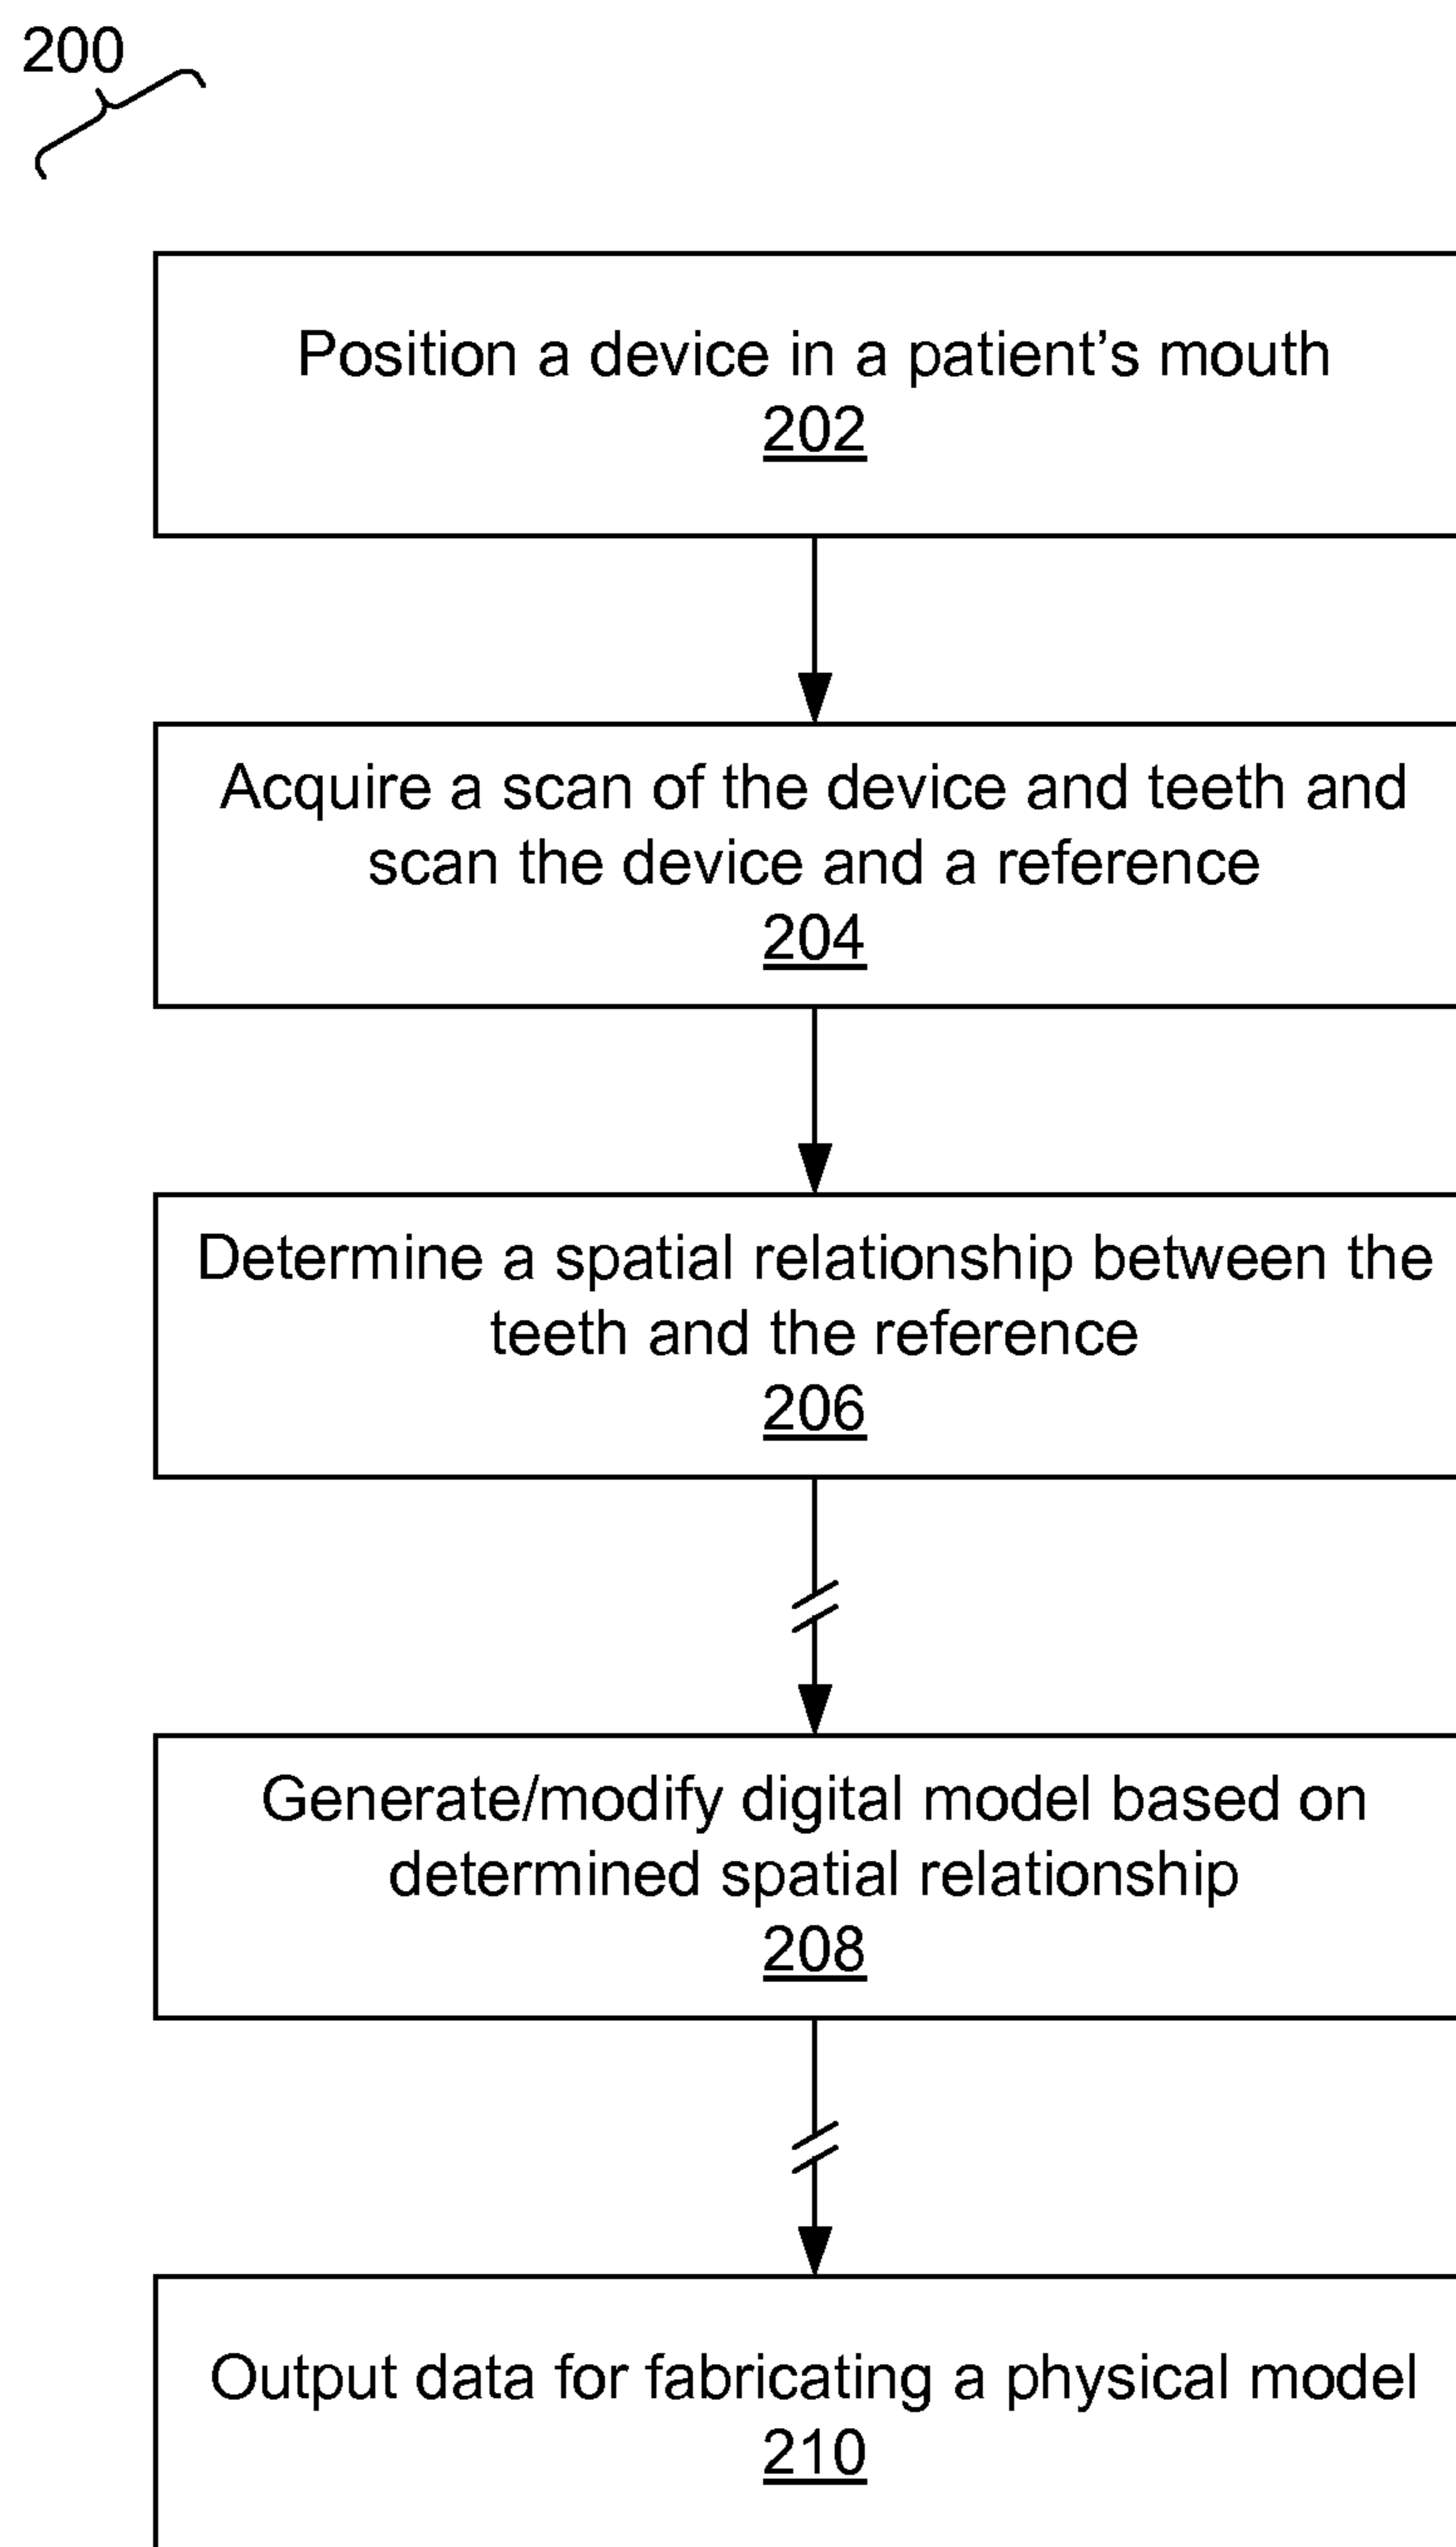 200
Position a device in a patient’s mouth
202
Acquire a scan of the device and teeth and
scan the device and a reference
204
Determine a spatial relationship between the
teeth and the reference
206
Generate/modify digital model based on
determined spatial relationship
208
Output data for fabricating a physical model
210